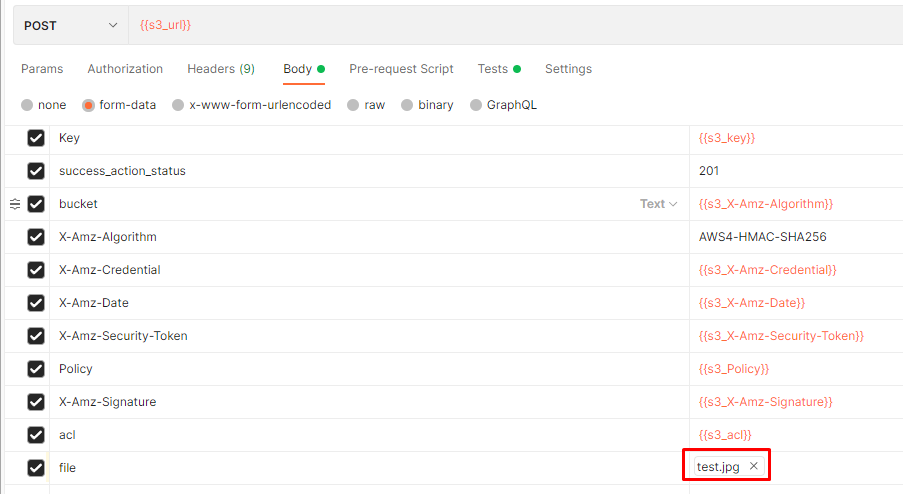 POST {{s3_url}}
Params Authorization Headers (9) Body Pre-request Script Tests Settings
none form-data x-www-form-urlencoded raw binary GraphQL
Key {{s3_key}}
success_action_status 201
bucket Text {{s3_X-Amz-Algorithm}}
X-Amz-Algorithm AWS4-HMAC-SHA256
X-Amz-Credential {{s3_X-Amz-Credential}}
X-Amz-Date {{s3_X-Amz-Date}}
X-Amz-Security-Token {{s3_X-Amz-Security-Token}}
Policy {{s3_Policy}}
X-Amz-Signature {{s3_X-Amz-Signature}}
acl {{s3_acl}}
file test.jpg